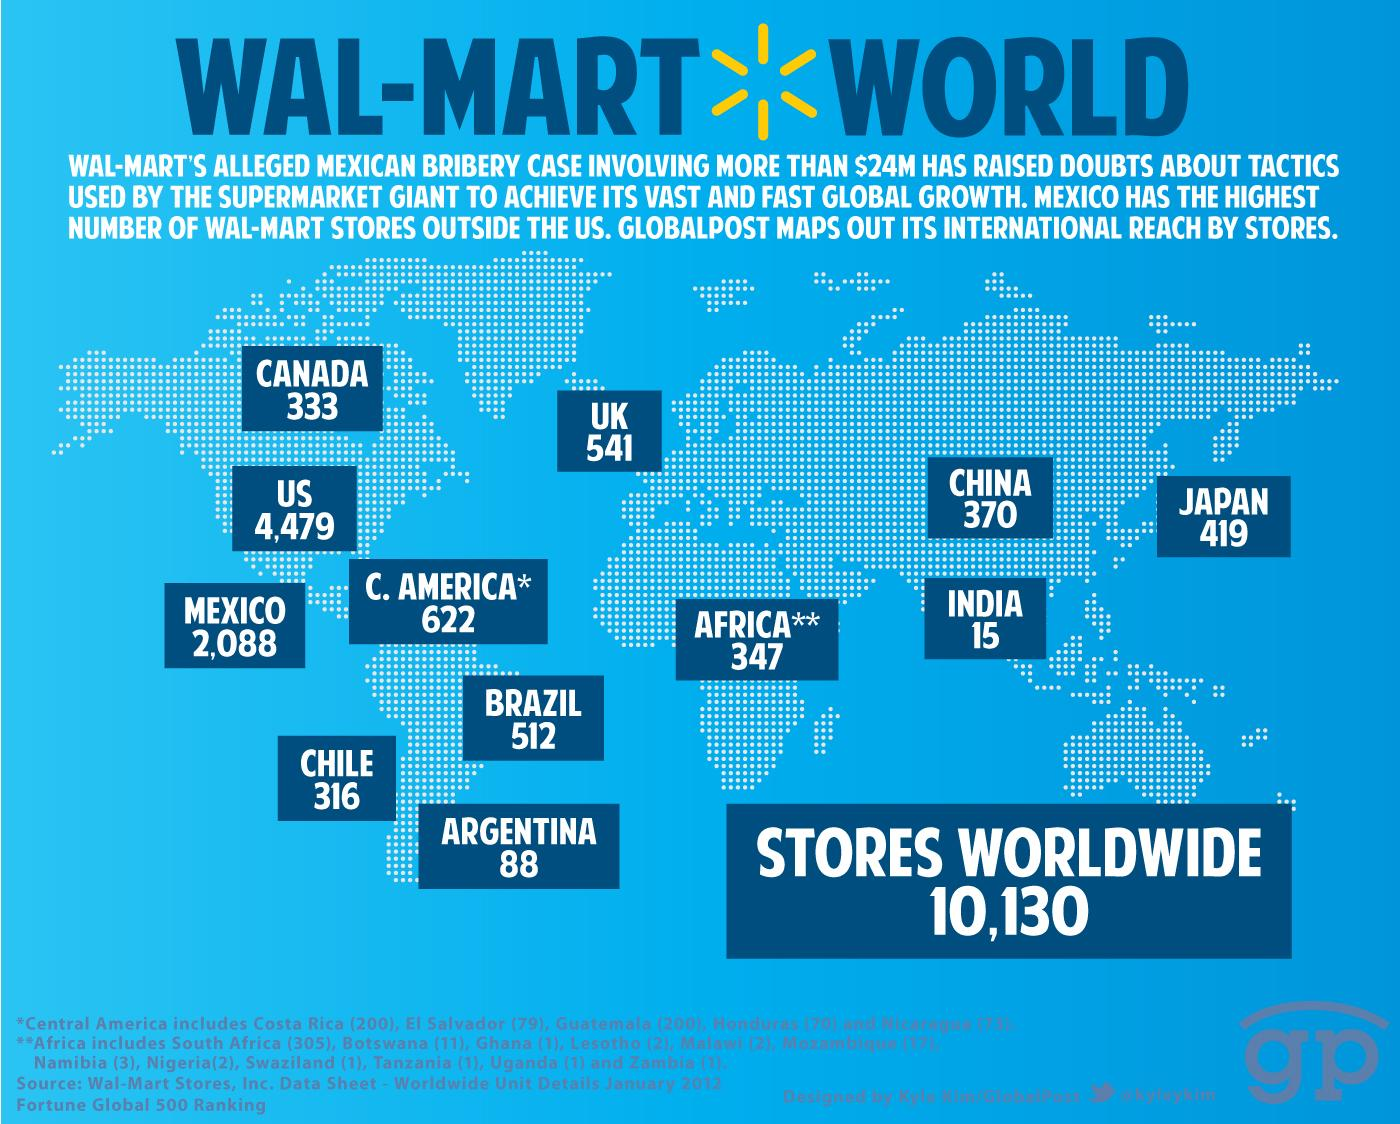 WAL-MART WORLD
WAL-MART'S ALLEGED MEXICAN BRIBERY CASE INVOLVING MORE THAN $24M HAS RAISED DOUBTS ABOUT TACTICS
USED BY THE SUPERMARKET GIANT TO ACHIEVE ITS VAST AND FAST GLOBAL GROWTH. MEXICO HAS THE HIGHEST
NUMBER OF WAL-MART STORES OUTSIDE THE US. GLOBALPOST MAPS OUT ITS INTERNATIONAL REACH BY STORES.
CANADA
333
UK
541
US
4,479
CHINA
370
JAPAN
419
C. AMERICA*
622
MEXICO
2,088
AFRICA**
347
INDIA
15
BRAZIL
512
CHILE
316
ARGENTINA
88
STORES WORLDWIDE
10,130
*Central America includes Costa Rica (200), El Salvador (79), Guatemala (200), Honduras (70) and Nicaragua (73).
**Africa includes South Africa (305), Botswana (11), Ghana (1), Lesotho (2), Malawi (2), Mozambique (17),
Namibia (3), Nigeria(2), Swaziland (1), Tanzania (1), Uganda (1) and Zambia (1).
Source: Wal-Mart Stores, Inc. Data Sheet - Worldwide Unit Details January 2012
Fortune Global 500 Ranking
Designed by Kyle Kim/GlobalPost @kyleykim
gp